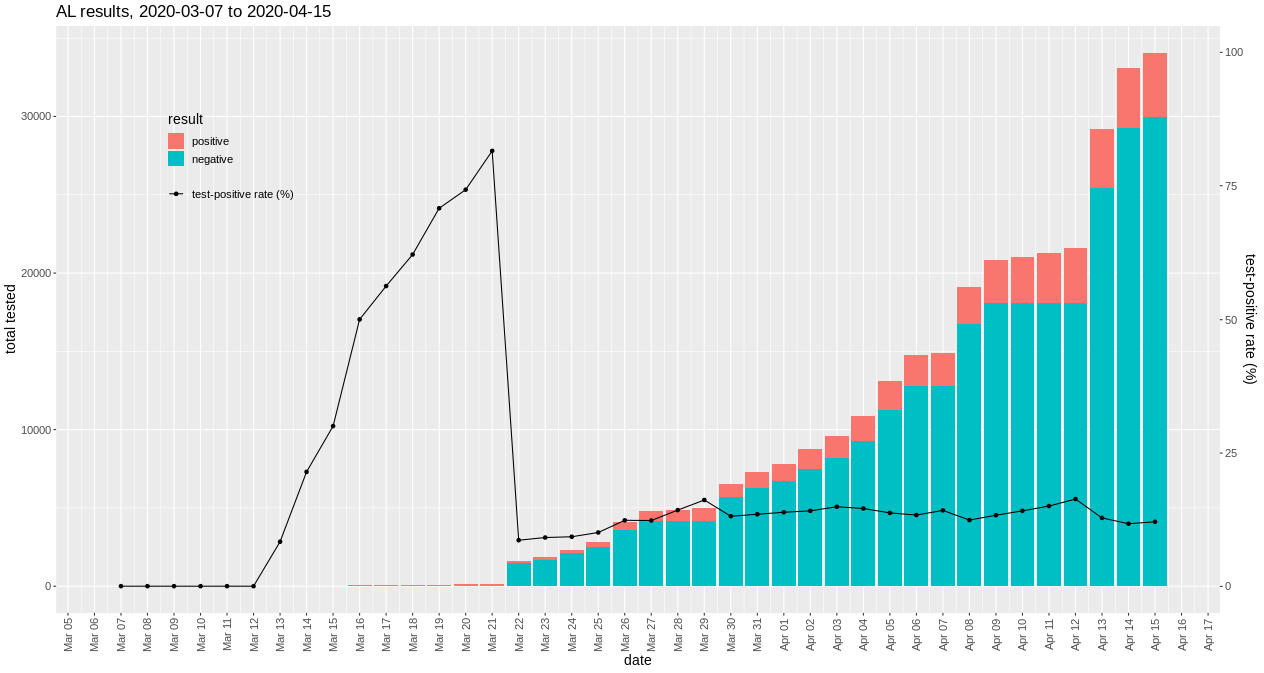 AL results, 2020-03-07 to 2020-04-15
result
positive
negative
test-positive rate (%)
total tested
30000
20000
10000
0
100
75
50
25
0
test-positive rate (%)
Mar 05
Mar 06
Mar 07
Mar 08
Mar 09
Mar 10
Mar 11
Mar 12
Mar 13
Mar 14
Mar 15
Mar 16
Mar 17
Mar 18
Mar 19
Mar 20
Mar 21
Mar 22
Mar 23
Mar 24
Mar 25
Mar 26
Mar 27
Mar 28
Mar 29
Mar 30
Mar 31
Apr 01
Apr 02
Apr 03
Apr 04
Apr 05
Apr 06
Apr 07
Apr 08
Apr 09
Apr 10
Apr 11
Apr 12
Apr 13
Apr 14
Apr 15
Apr 16
Apr 17
date